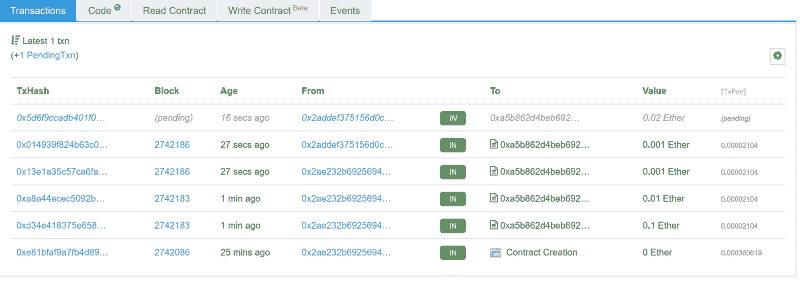 Transactions Code Read Contract Write Contract Beta Events
Latest 1 txn
(+1 PendingTxn)
TxHash Block Age From To Value [TxFee]
0x5d6f9ccadb401f0... (pending) 16 secs ago 0x2addef375156d0c... IN 0xa5b862d4beb692... 0.02 Ether (pending)
0x014939f824b63c0... 2742186 27 secs ago 0x2addef375156d0c... IN 0xa5b862d4beb692... 0.001 Ether 0.00002104
0x13e1a35c57ca6fa... 2742186 27 secs ago 0x2ae232b6925694... IN 0xa5b862d4beb692... 0.001 Ether 0.00002104
0xa8a44ecec5092b... 2742183 1 min ago 0x2ae232b6925694... IN 0xa5b862d4beb692... 0.01 Ether 0.00002104
0xd34e418375e658... 2742183 1 min ago 0x2ae232b6925694... IN 0xa5b862d4beb692... 0.1 Ether 0.00002104
0xe81bfaf9a7fb4d89... 2742086 25 mins ago 0x2ae232b6925694... IN Contract Creation 0 Ether 0.000380619